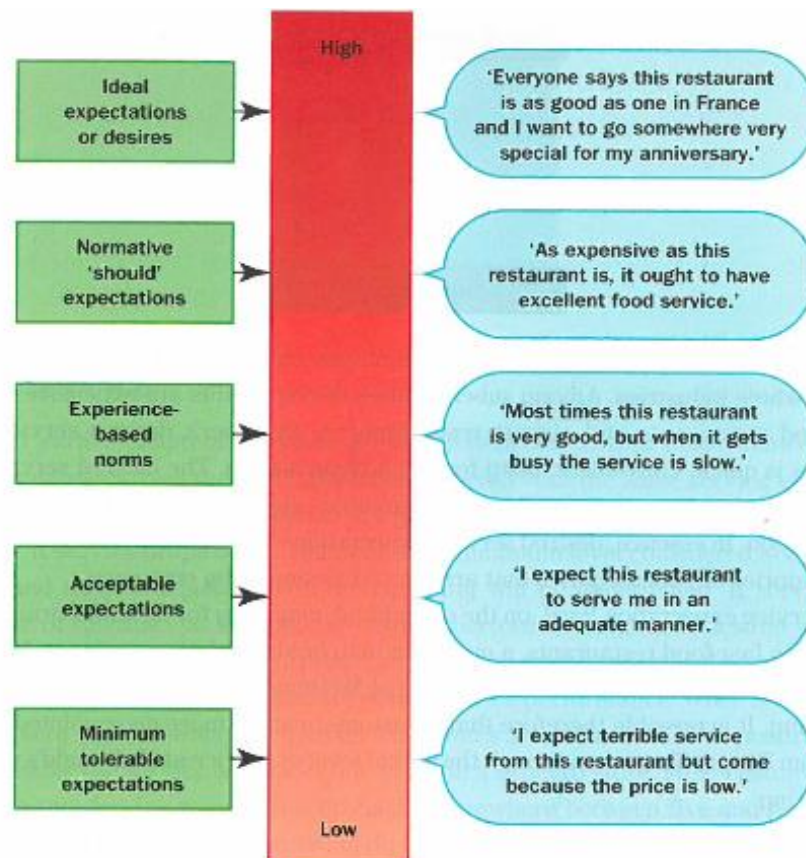 High
Ideal
expectations
or desires
'Everyone says this restaurant
is as good as one in France
and I want to go somewhere very
special for my anniversary.'
Normative
'should'
expectations
'As expensive as this
restaurant is, it ought to have
excellent food service.'
Experience-
based
norms
'Most times this restaurant
is very good, but when it gets
busy the service is slow.'
Acceptable
expectations
'I expect this restaurant
to serve me in an
adequate manner.'
Minimum
tolerable
expectations
'I expect terrible service
from this restaurant but come
because the price is low.'
Low